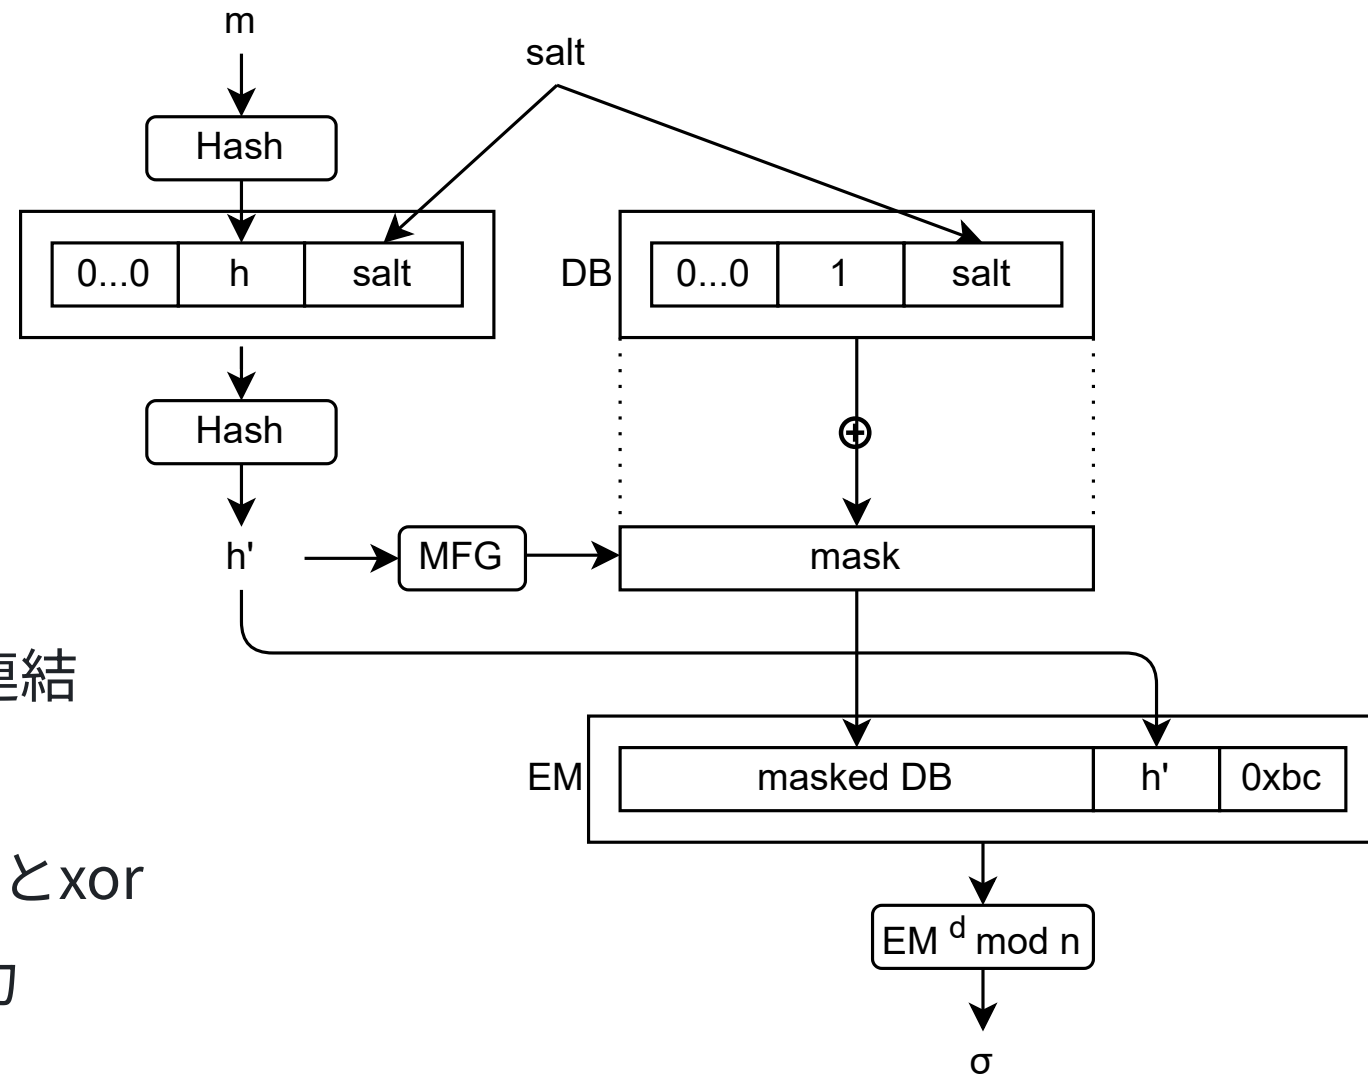 m
salt
Hash
0...0 h salt
DB 0...0 1 salt
Hash
h' MFG mask
連結
EM masked DB h' 0xbc
とxor
EM d mod n
σ